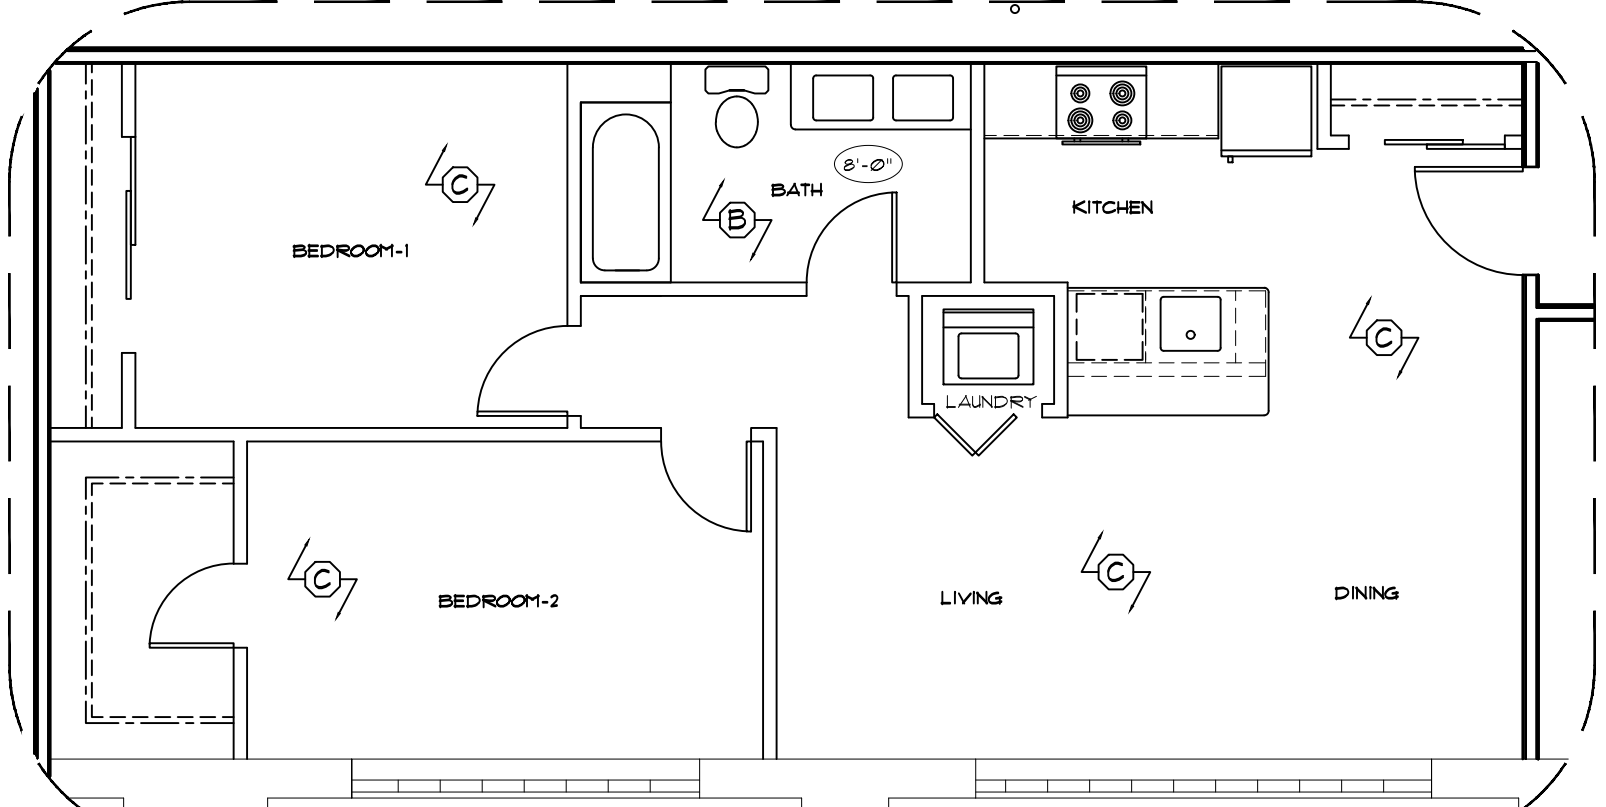 C
8'-0"
BATH
B
KITCHEN
BEDROOM-1
C
LAUNDRY
C
C
BEDROOM-2
LIVING
DINING